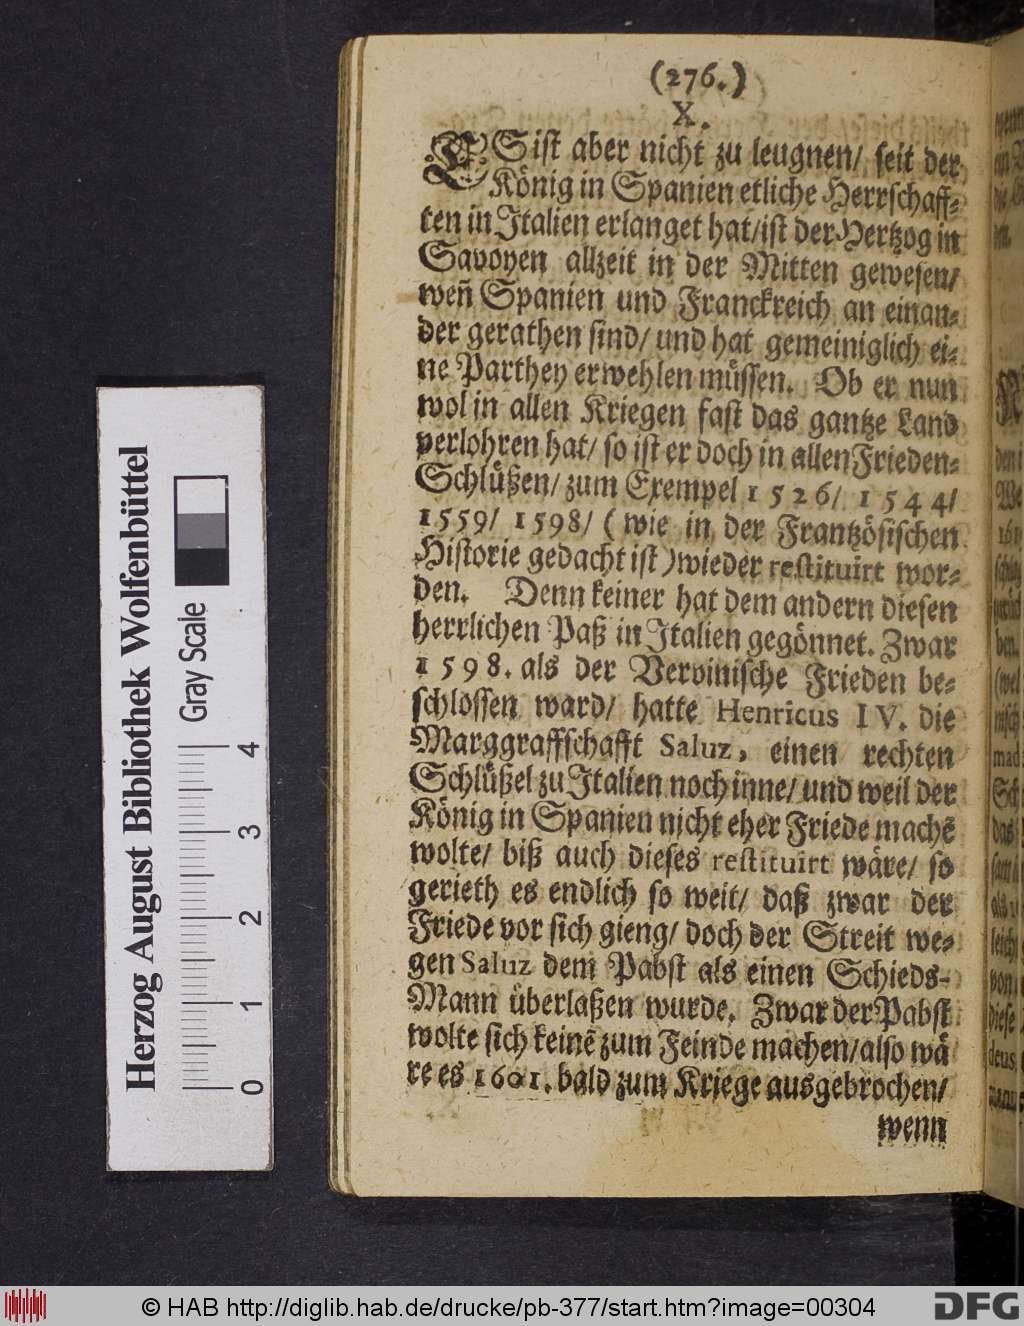 (276.)
X.
ES ist aber nicht zu leugnen/ seit der
König in Spanien etliche Herrschaff-
ten in Italien erlanget hat/ist der Hertzog in
Savoyen allzeit in der Mitten gewesen/
weñ Spanien und Franckreich an einan-
der gerathen sind/ und hat gemeiniglich ei-
ne Parthey erwehlen müssen. Ob er nun
wol in allen Kriegen fast das gantze Land
verlohren hat/ so ist er doch in allen Frieden-
Schlüßen/ zum Exempel 1526/ 1544/
1559/ 1598/ (wie in der Frantzösischen
Historie gedacht ist) wieder restituirt wor-
den. Denn keiner hat dem andern diesen
herrlichen Paß in Italien gegönnet. Zwar
1598. als der Vervinische Frieden be-
schlossen ward/ hatte Henricus IV. die
Marggraffschafft Saluz, einen rechten
Schlüßel zu Italien noch inne/ und weil der
König in Spanien nicht eher Friede machē
wolte/ biß auch dieses restituirt wäre/ so
gerieth es endlich so weit/ daß zwar der
Friede vor sich gieng/ doch der Streit we-
gen Saluz dem Pabst als einen Schieds-
Mann überlaßen wurde. Zwar der Pabst
wolte sich keinē zum Feinde machen/also wä
re es 1601. bald zum Kriege ausgebrochen/
wenn
Herzog August Bibliothek Wolfenbüttel
Gray Scale
0 1 2 3 4
© HAB http://diglib.hab.de/drucke/pb-377/start.htm?image=00304
DFG